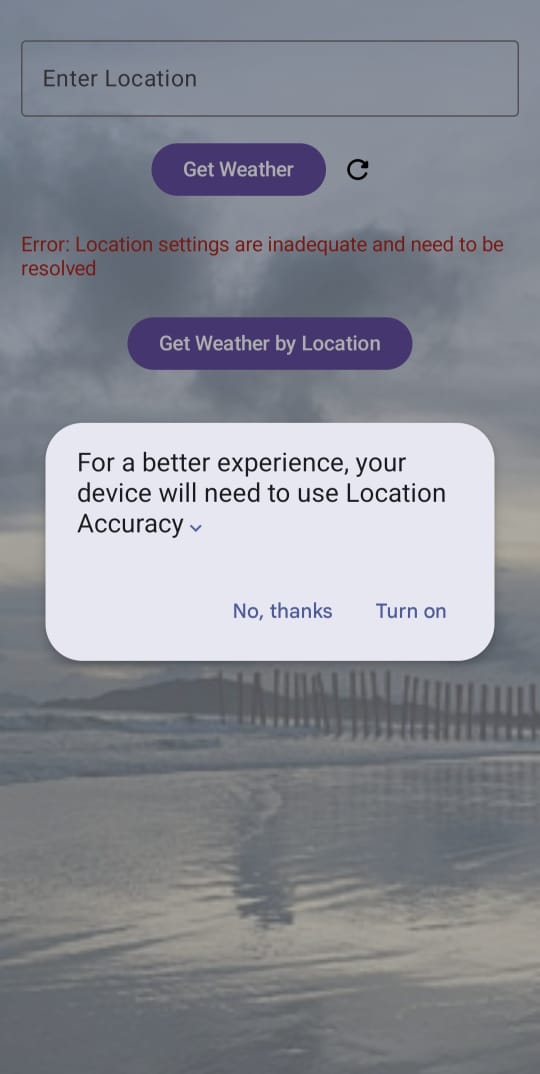 Enter Location
Get Weather
Error: Location settings are inadequate and need to be
resolved
Get Weather by Location
For a better experience, your
device will need to use Location
Accuracy
No, thanks
Turn on